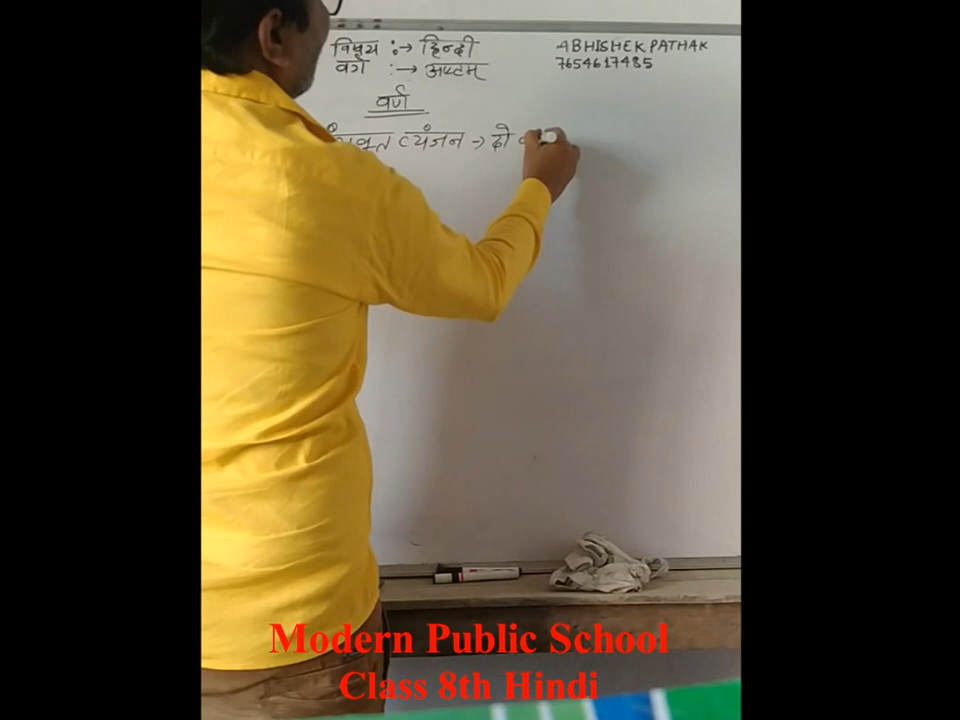 विषय :→ हिन्दी
वर्ग :→ अष्टम्
ABHISHEK PATHAK
7654617485
वर्ण
व्यंजन → दो
Modern Public School
Class 8th Hindi